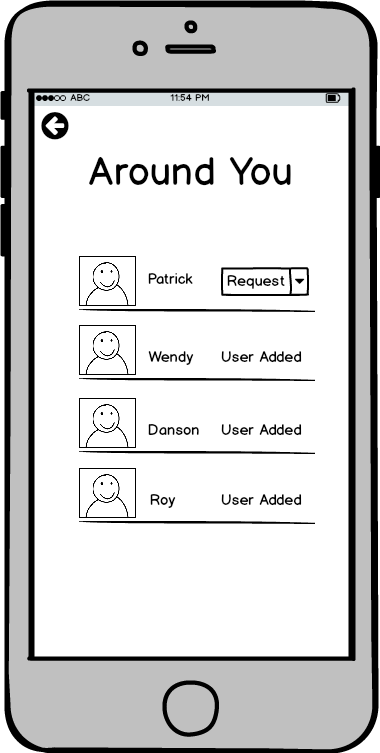 ABC 11:54 PM
Around You
Patrick Request
Wendy User Added
Danson User Added
Roy User Added